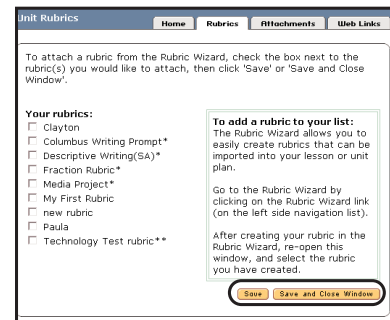 Unit Rubrics
Home Rubrics Attachments Web Links
To attach a rubric from the Rubric Wizard, check the box next to the
rubric(s) you would like to attach, then click 'Save' or 'Save and Close
Window'.
Your rubrics:
Clayton
Columbus Writing Prompt*
Descriptive Writing(SA)*
Fraction Rubric*
Media Project*
My First Rubric
new rubric
Paula
Technology Test rubric**
To add a rubric to your list:
The Rubric Wizard allows you to
easily create rubrics that can be
imported into your lesson or unit
plan.
Go to the Rubric Wizard by
clicking on the Rubric Wizard link
(on the left side navigation list).
After creating your rubric in the
Rubric Wizard, re-open this
window, and select the rubric
you have created.
Save Save and Close Window